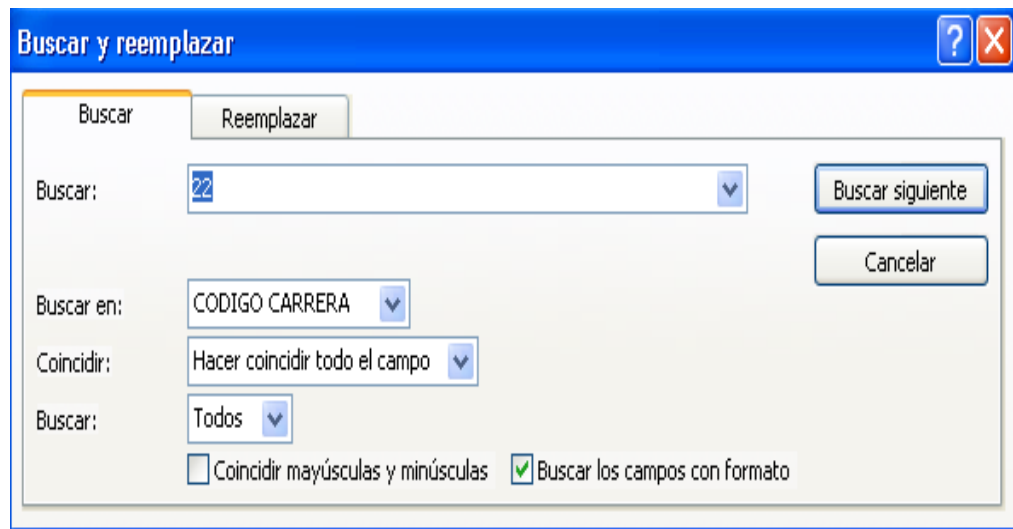 Buscar y reemplazar
Buscar Reemplazar
Buscar: 22 Buscar siguiente
Cancelar
Buscar en: CODIGO CARRERA
Coincidir: Hacer coincidir todo el campo
Buscar: Todos
Coincidir mayúsculas y minúsculas Buscar los campos con formato